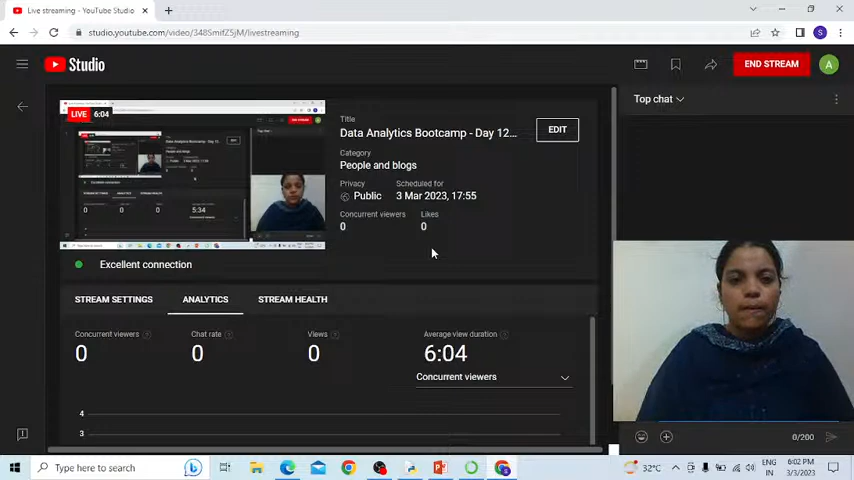 Live streaming - YouTube Studio
studio.youtube.com/video/348SmifZ5jM/livestreaming
S
Studio
END STREAM
A
LIVE 6:04
5:34
Title
Data Analytics Bootcamp - Day 12...
EDIT
Category
People and blogs
Privacy
Public
Scheduled for
3 Mar 2023, 17:55
Concurrent viewers
0
Likes
0
Excellent connection
STREAM SETTINGS
ANALYTICS
STREAM HEALTH
Concurrent viewers
0
Chat rate
0
Views
0
Average view duration
6:04
Concurrent viewers
4
3
Top chat
0/200
Type here to search
32°C
ENG
IN
6:02 PM
3/3/2023